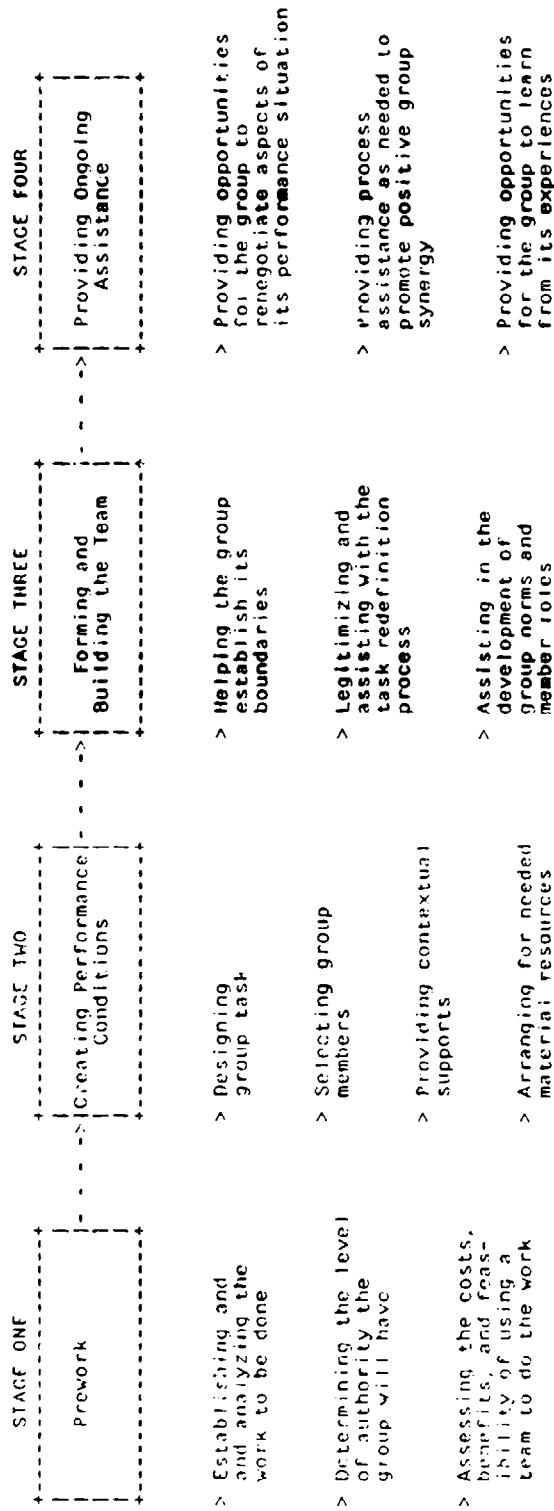 STAGE ONE
Prework
> Establishing and
and analyzing the
work to be done
> Determining the level
of authority the
group will have
> Assessing the costs,
benefits, and feas-
ibility of using a
team to do the work
STAGE TWO
Creating Performance
Conditions
> Designing
group task
> Selecting group
members
> Providing contextual
supports
> Arranging for needed
material resources
STAGE THREE
Forming and
Building the Team
> Helping the group
establish its
boundaries
> Legitimizing and
assisting with the
task redefinition
process
> Assisting in the
development of
group norms and
member roles
STAGE FOUR
Providing Ongoing
Assistance
> Providing opportunities
for the group to
renegotiate aspects of
its performance situation
> Providing process
assistance as needed to
promote positive group
synergy
> Providing opportunities
for the group to learn
from its experiences